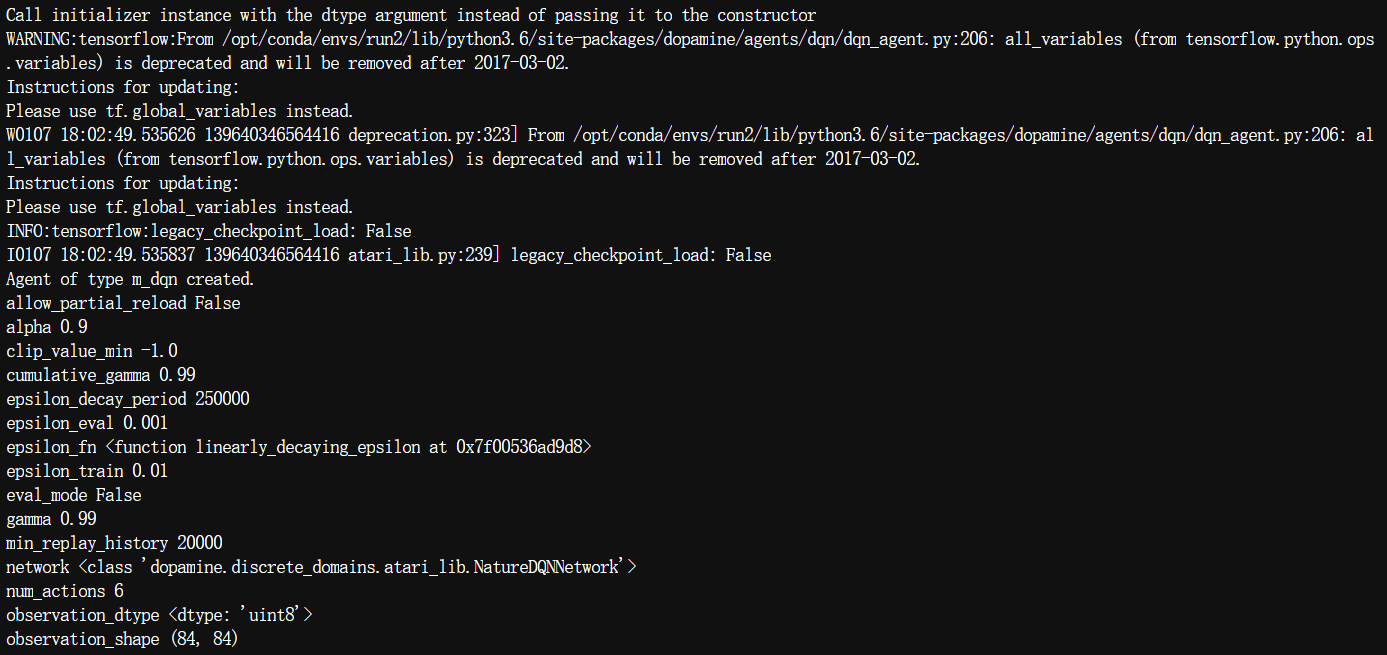 Call initializer instance with the dtype argument instead of passing it to the constructor
WARNING:tensorflow:From /opt/conda/envs/run2/lib/python3.6/site-packages/dopamine/agents/dqn/dqn_agent.py:206: all_variables (from tensorflow.python.ops
.variables) is deprecated and will be removed after 2017-03-02.
Instructions for updating:
Please use tf.global_variables instead.
W0107 18:02:49.535626 139640346564416 deprecation.py:323] From /opt/conda/envs/run2/lib/python3.6/site-packages/dopamine/agents/dqn/dqn_agent.py:206: al
l_variables (from tensorflow.python.ops.variables) is deprecated and will be removed after 2017-03-02.
Instructions for updating:
Please use tf.global_variables instead.
INFO:tensorflow:legacy_checkpoint_load: False
I0107 18:02:49.535837 139640346564416 atari_lib.py:239] legacy_checkpoint_load: False
Agent of type m_dqn created.
allow_partial_reload False
alpha 0.9
clip_value_min -1.0
cumulative_gamma 0.99
epsilon_decay_period 250000
epsilon_eval 0.001
epsilon_fn <function linearly_decaying_epsilon at 0x7f00536ad9d8>
epsilon_train 0.01
eval_mode False
gamma 0.99
min_replay_history 20000
network <class 'dopamine.discrete_domains.atari_lib.NatureDQNNetwork'>
num_actions 6
observation_dtype <dtype: 'uint8'>
observation_shape (84, 84)